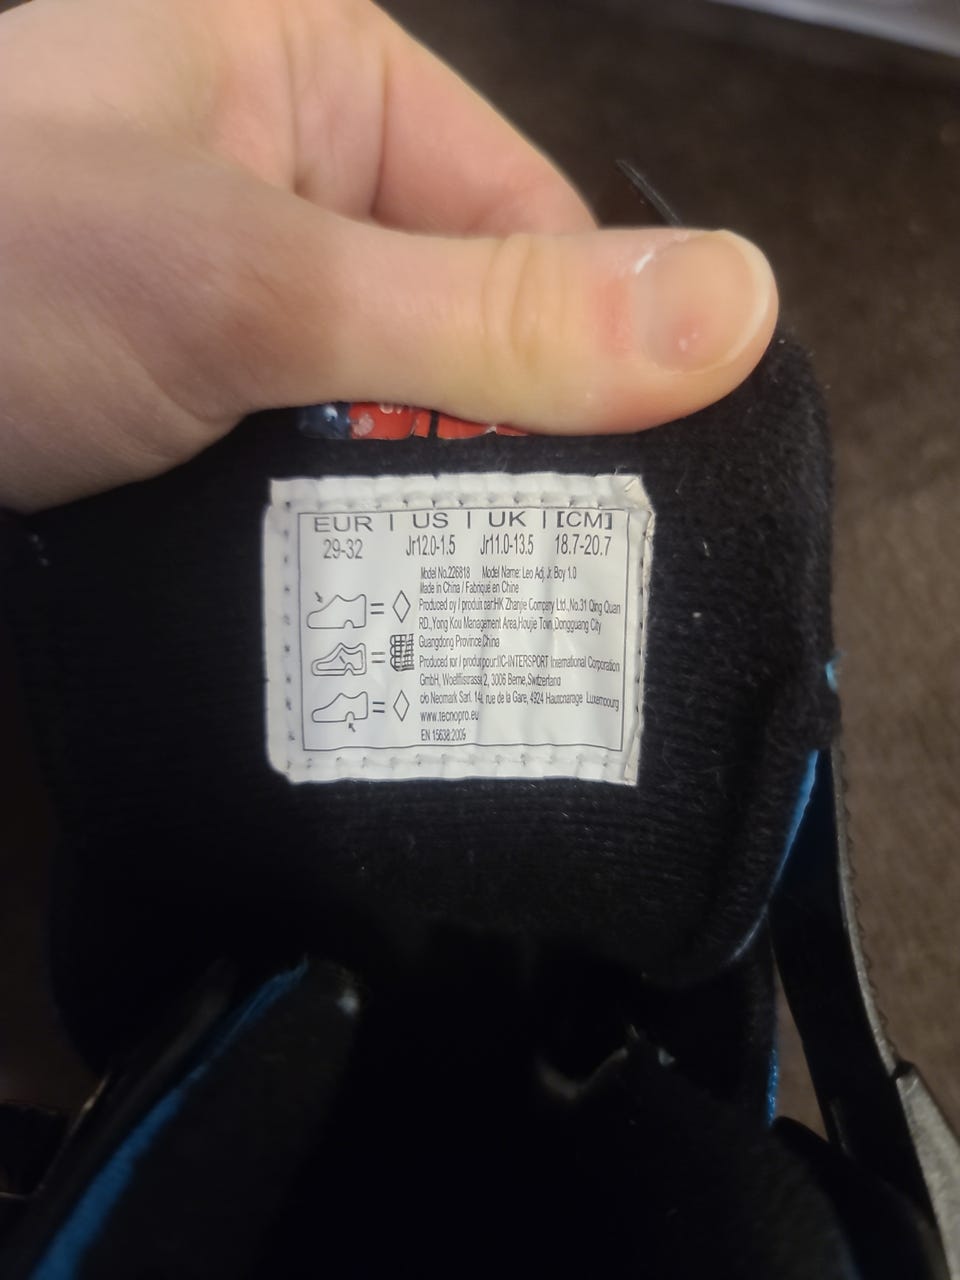 EUR | US | UK | [CM]
29-32 Jr12.0-1.5 Jr11.0-13.5 18.7-20.7
Model No.226818 Model Name: Leo Adj. Jr. Boy 1.0
Made in China / Fabriqué en Chine
Produced by / produit par:HK Zhanjie Company Ltd.,No.31 Qing Quan
RD.,Yong Kou Management Area,Houjie Town,Dongguang City
Guangdong Province,China
Produced for / produit pour:IIC-INTERSPORT International Corporation
GmbH, Woelflistrasse 2, 3006 Berne,Switzerland
c/o Neomark Sarl. rue de la Gare, 4924 Hautcharage Luxembourg
www.tecnopro.eu
EN 15638:2009